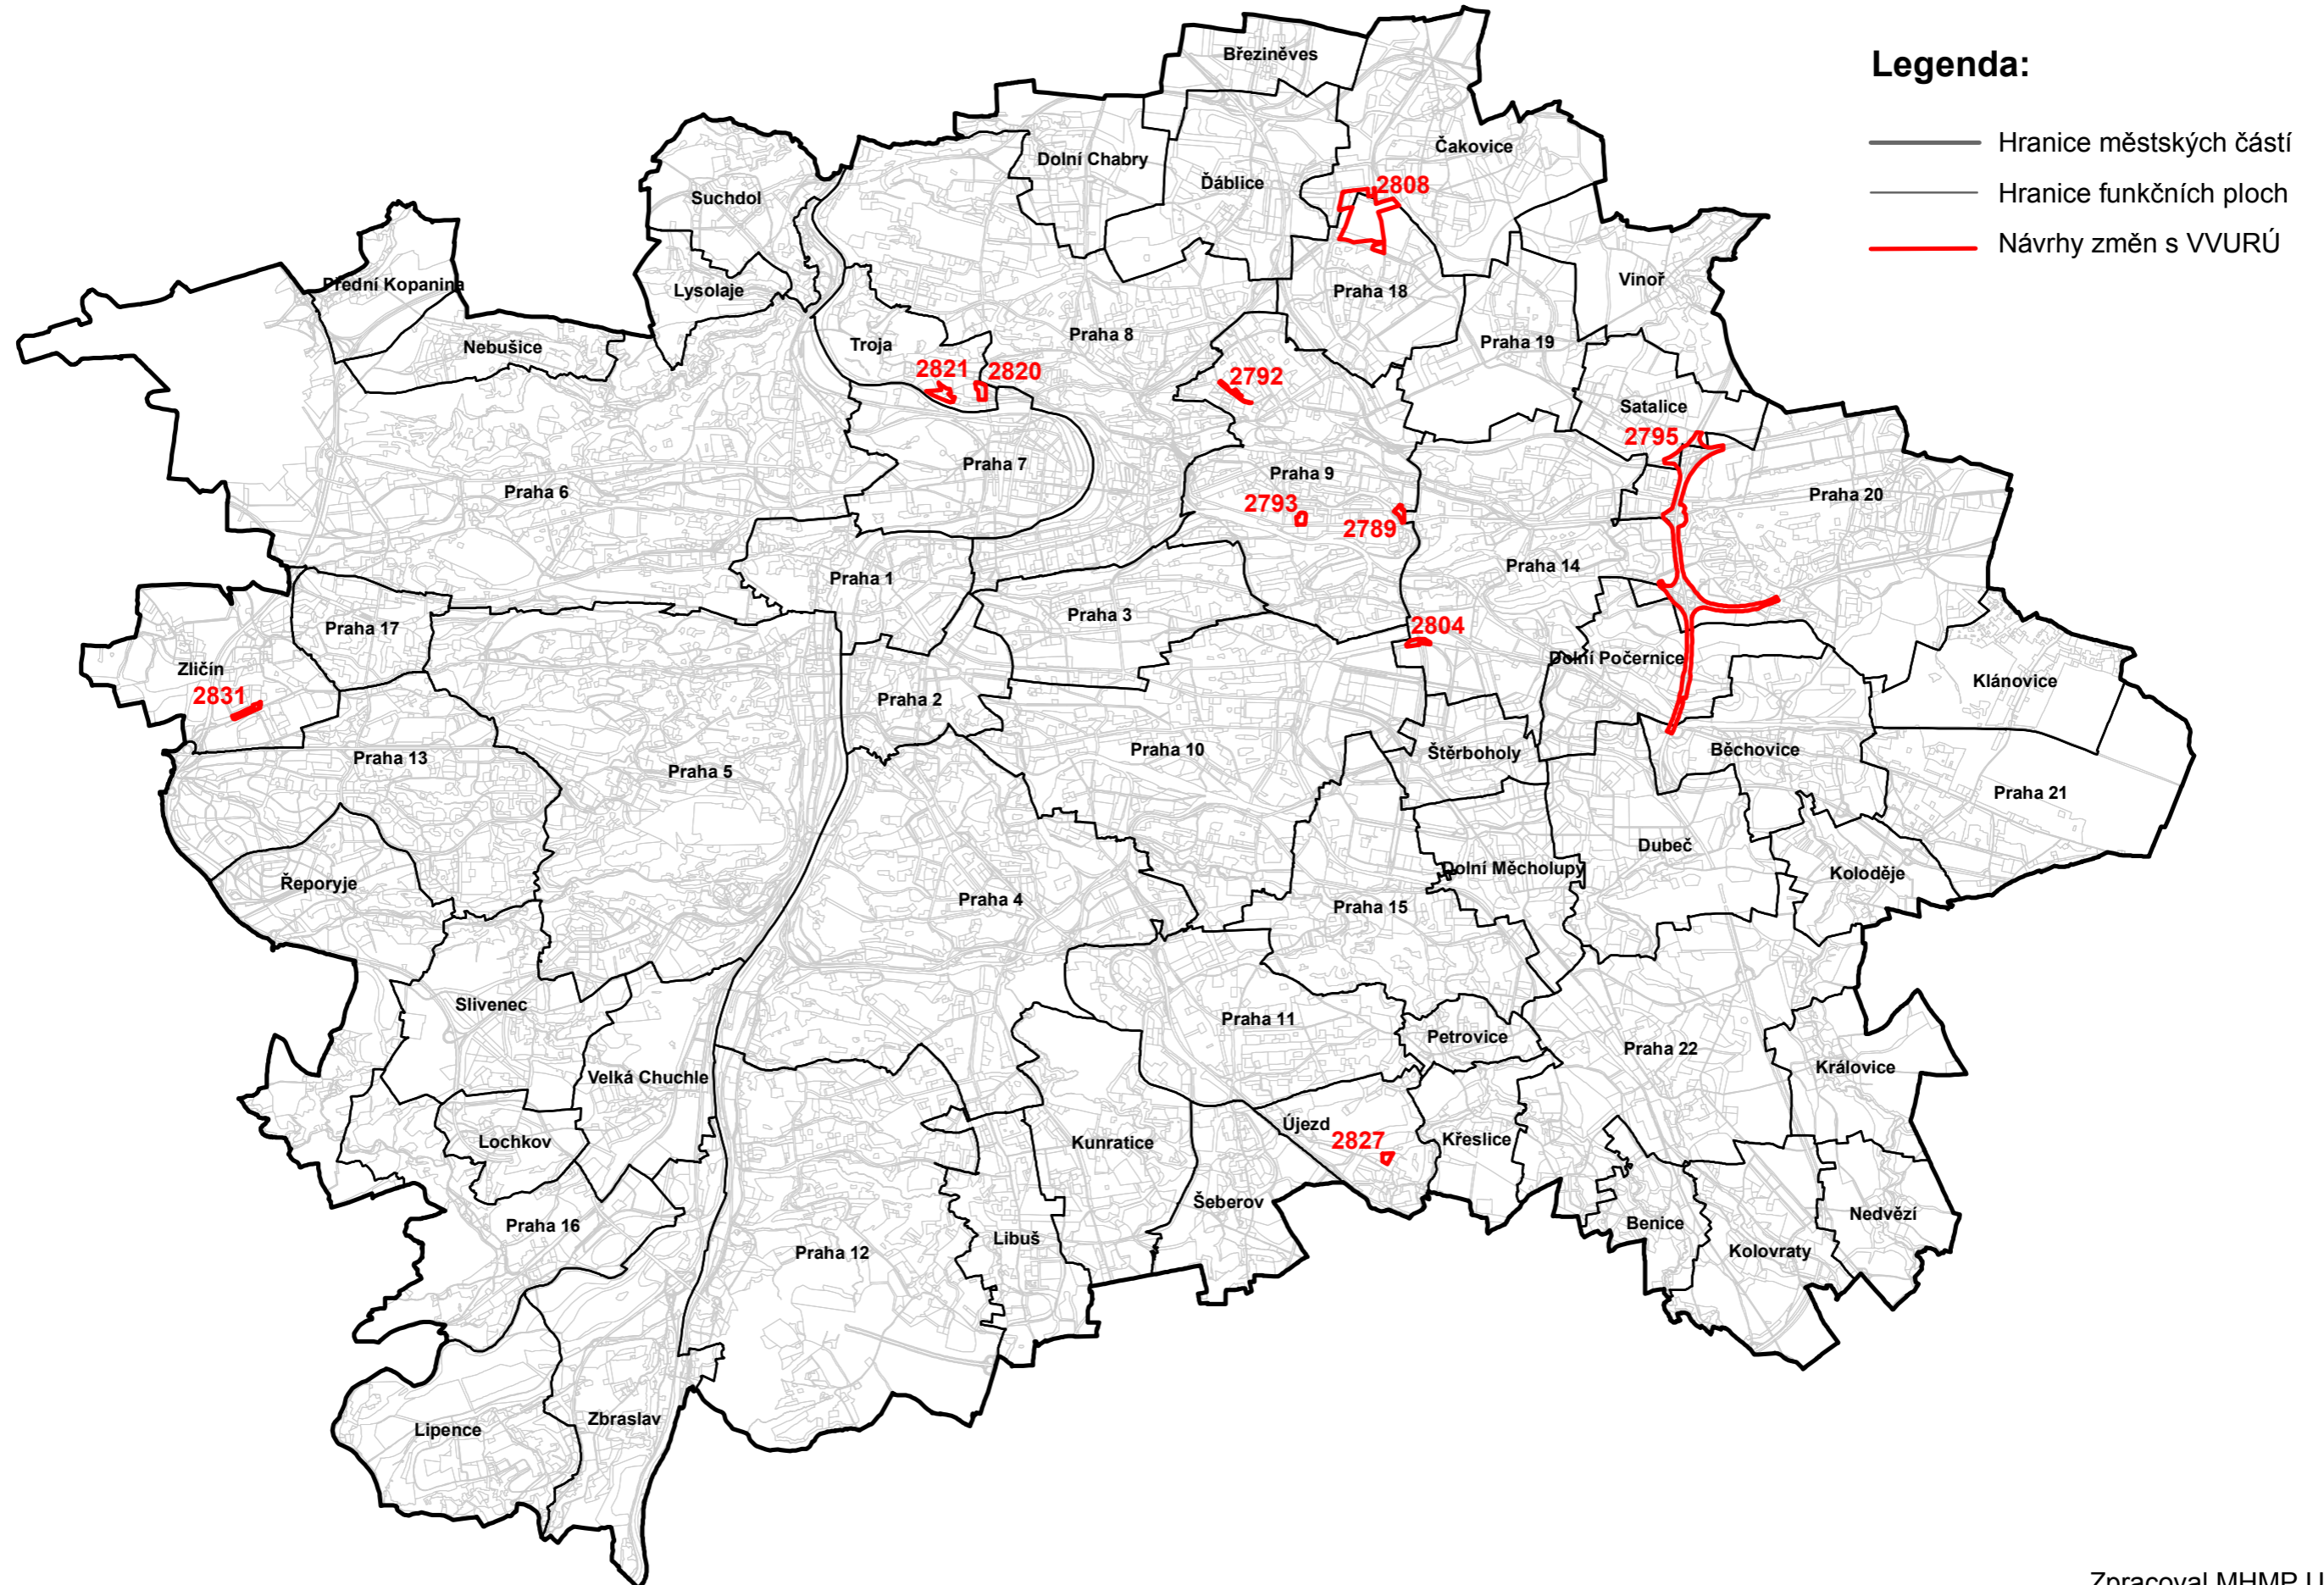 Legenda:
Hranice městských částí
Hranice funkčních ploch
Návrhy změn s VVURÚ
Březiněves
Čakovice
Dolní Chabry
Ďáblice
2808
Suchdol
Vinoř
Přední Kopanina
Lysolaje
Praha 18
Praha 8
Troja
Praha 19
Nebušice
2821
2820
2792
Satalice
2795
Praha 7
Praha 9
Praha 6
Praha 20
2793
2789
Praha 14
Praha 1
Praha 3
Praha 17
2804
Dolní Počernice
Zličín
Klánovice
2831
Praha 2
Praha 10
Štěrboholy
Běchovice
Praha 13
Praha 5
Praha 21
Dubeč
Dolní Měcholupy
Koloděje
Řeporyje
Praha 4
Praha 15
Slivenec
Praha 11
Petrovice
Praha 22
Královice
Velká Chuchle
Újezd
Lochkov
Kunratice
2827
Křeslice
Šeberov
Nedvězí
Praha 16
Benice
Libuš
Praha 12
Kolovraty
Zbraslav
Lipence
Zpracoval MHMP U